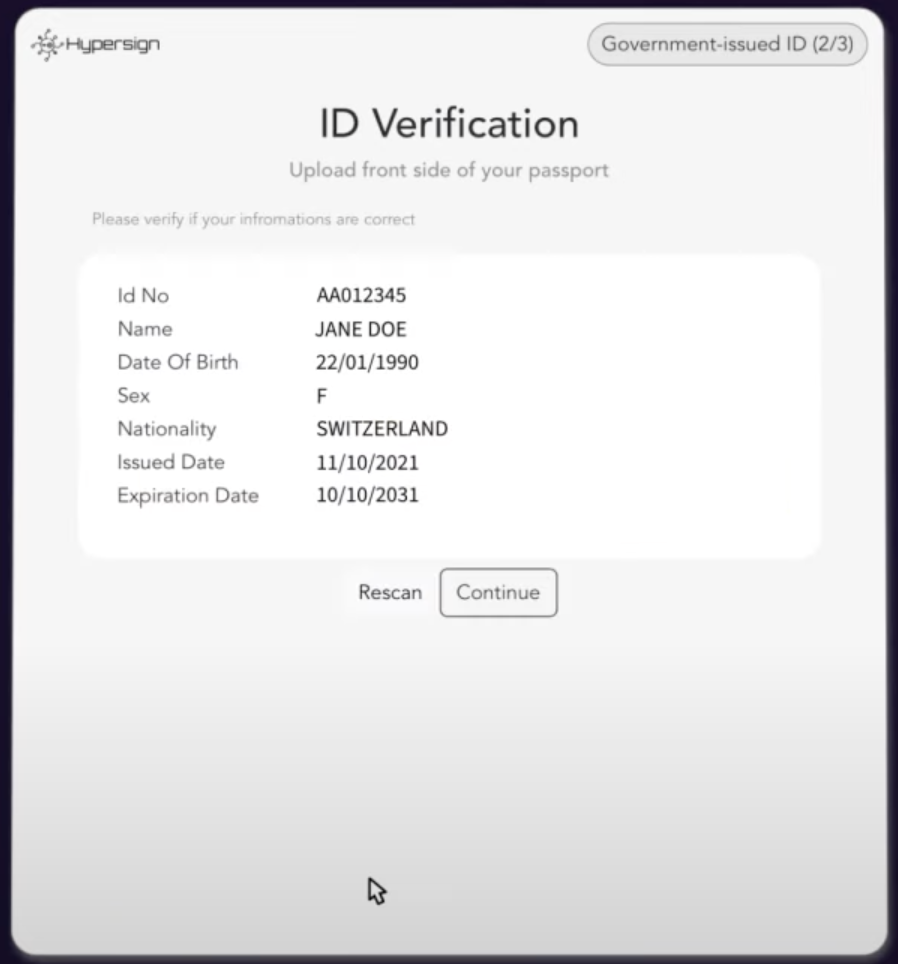 Hypersign
Government-issued ID (2/3)
ID Verification
Upload front side of your passport
Please verify if your infromations are correct
Id No AA012345
Name JANE DOE
Date Of Birth 22/01/1990
Sex F
Nationality SWITZERLAND
Issued Date 11/10/2021
Expiration Date 10/10/2031
Rescan Continue